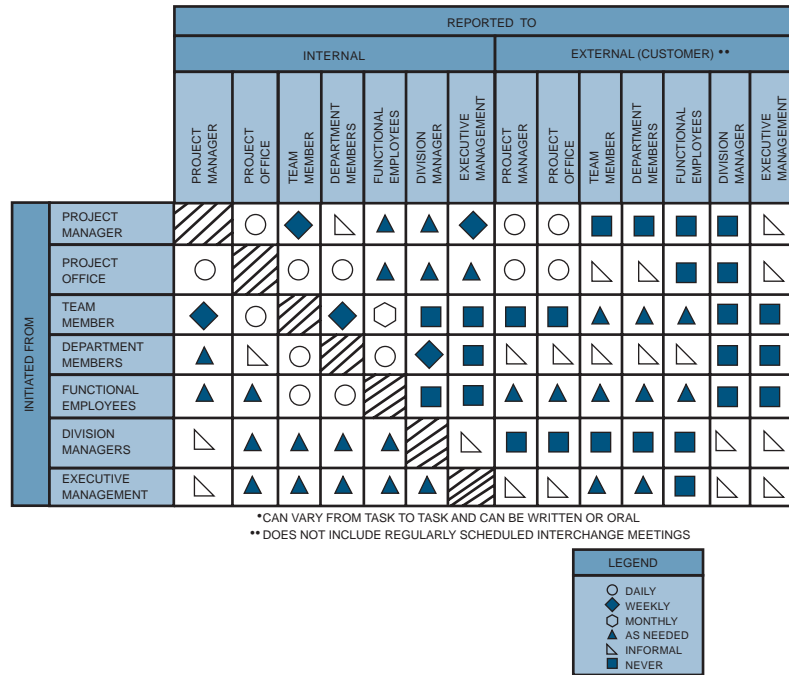 REPORTED TO
INTERNAL
EXTERNAL (CUSTOMER) **
PROJECT
MANAGER
PROJECT
OFFICE
TEAM
MEMBER
DEPARTMENT
MEMBERS
FUNCTIONAL
EMPLOYEES
DIVISION
MANAGER
EXECUTIVE
MANAGEMENT
PROJECT
MANAGER
PROJECT
OFFICE
TEAM
MEMBER
DEPARTMENT
MEMBERS
FUNCTIONAL
EMPLOYEES
DIVISION
MANAGER
EXECUTIVE
MANAGEMENT
INITIATED FROM
PROJECT
MANAGER
PROJECT
OFFICE
TEAM
MEMBER
DEPARTMENT
MEMBERS
FUNCTIONAL
EMPLOYEES
DIVISION
MANAGERS
EXECUTIVE
MANAGEMENT
*CAN VARY FROM TASK TO TASK AND CAN BE WRITTEN OR ORAL
**DOES NOT INCLUDE REGULARLY SCHEDULED INTERCHANGE MEETINGS
LEGEND
DAILY
WEEKLY
MONTHLY
AS NEEDED
INFORMAL
NEVER